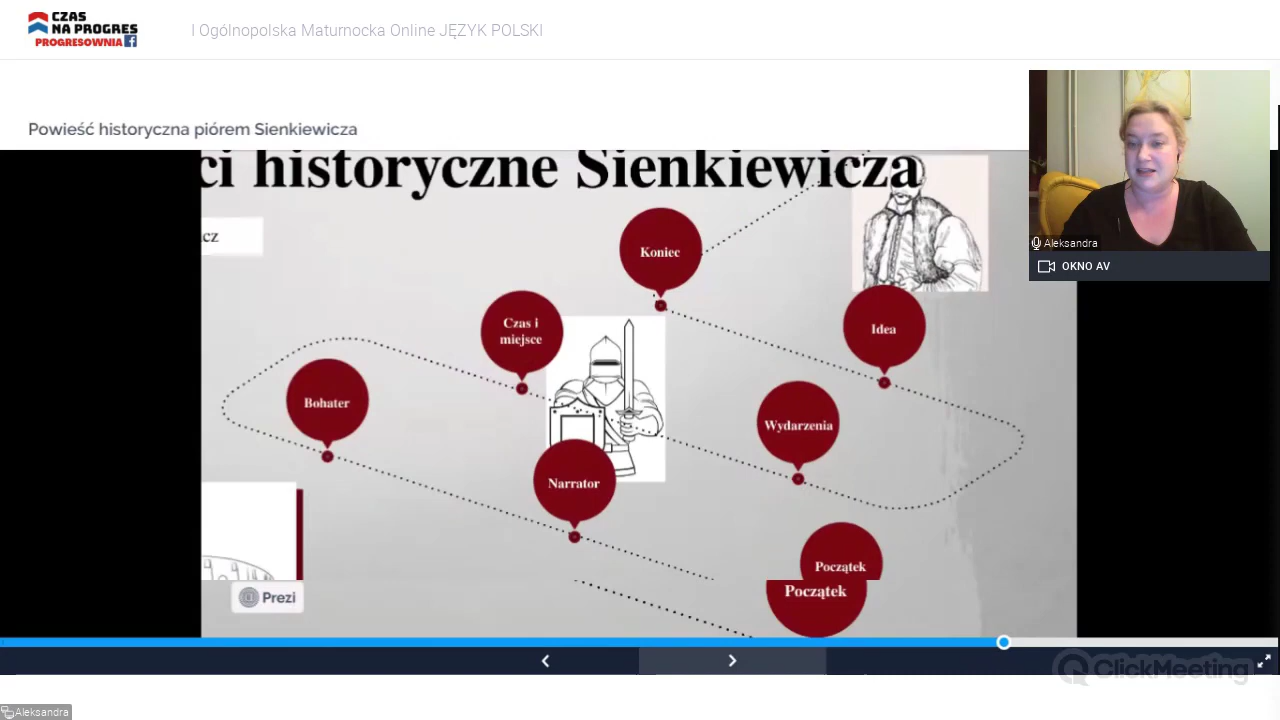 CZAS
NA PROGRES
PROGRESOWNIA
I Ogólnopolska Maturnocka Online JĘZYK POLSKI
Powieść historyczna piórem Sienkiewicza
ci historyczne Sienkiewicza
cz
Koniec
Czas i
miejsce
Idea
Bohater
Wydarzenia
Narrator
Początek
Początek
Prezi
Aleksandra
OKNO AV
ClickMeeting
Aleksandra